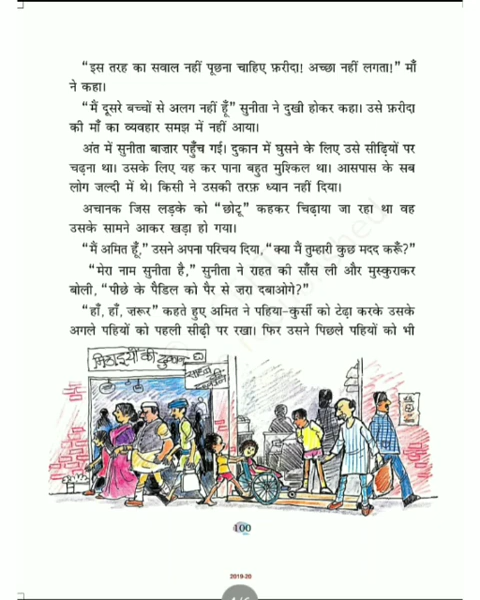 “इस तरह का सवाल नहीं पूछना चाहिए फ़रीदा! अच्छा नहीं लगता!” माँ
ने कहा।
“मैं दूसरे बच्चों से अलग नहीं हूँ” सुनीता ने दुखी होकर कहा। उसे फ़रीदा
की माँ का व्यवहार समझ में नहीं आया।
अंत में सुनीता बाज़ार पहुँच गई। दुकान में घुसने के लिए उसे सीढ़ियों पर
चढ़ना था। उसके लिए यह कर पाना बहुत मुश्किल था। आसपास के सब
लोग जल्दी में थे। किसी ने उसकी तरफ़ ध्यान नहीं दिया।
अचानक जिस लड़के को “छोटू” कहकर चिढ़ाया जा रहा था वह
उसके सामने आकर खड़ा हो गया।
“मैं अमित हूँ,” उसने अपना परिचय दिया, “क्या मैं तुम्हारी कुछ मदद करूँ?”
“मेरा नाम सुनीता है,” सुनीता ने राहत की साँस ली और मुस्कुराकर
बोली, “पीछे के पैडिल को पैर से ज़रा दबाओगे?”
“हाँ, हाँ, ज़रूर” कहते हुए अमित ने पहिया-कुर्सी को टेढ़ा करके उसके
अगले पहियों को पहली सीढ़ी पर रखा। फिर उसने पिछले पहियों को भी
मिठाइयों की दुकान
100
2019-20